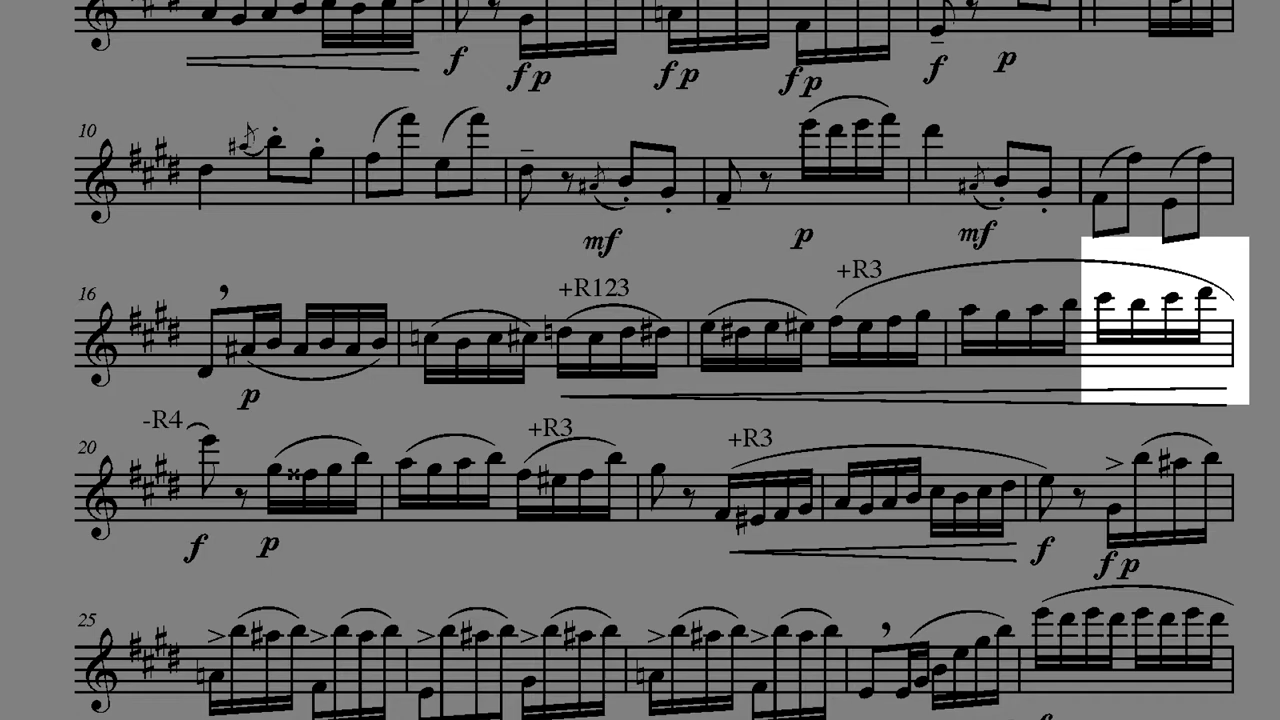 f fp fp fp f p
10
mf p mf
16 +R123 +R3
p
20 -R4 +R3 +R3
f p f fp
25